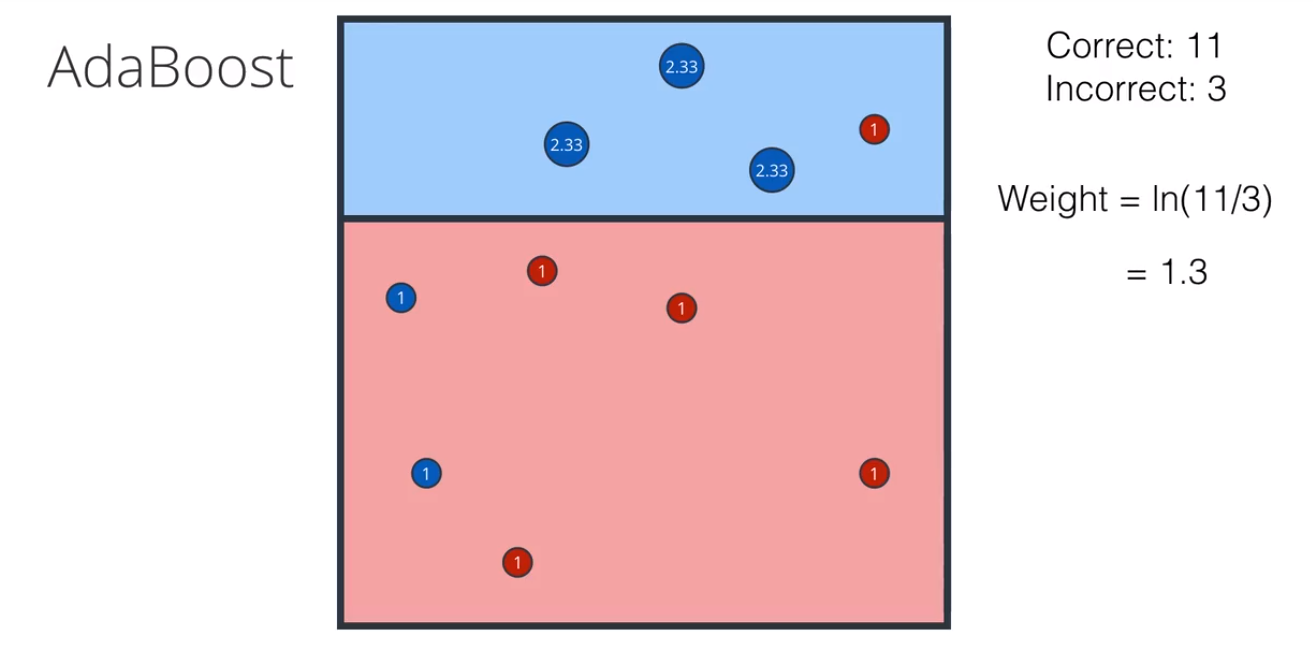 AdaBoost
Correct: 11
Incorrect: 3
Weight = ln(11/3)
= 1.3
2.33
1
2.33
2.33
1
1
1
1
1
1